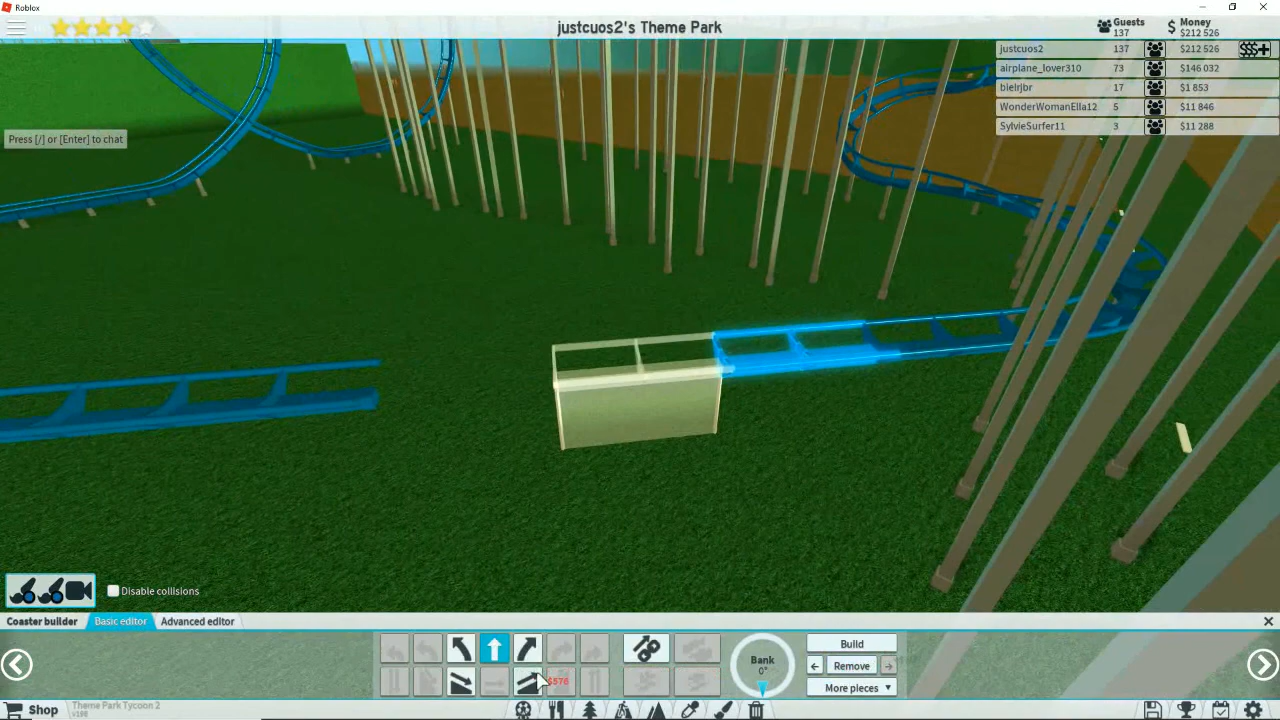 Roblox
justcuos2's Theme Park
Guests
137
$ Money
$212 526
justcuos2 137 $212 526 $$$+
airplane_lover310 73 $146 032
bielrjbr 17 $1 853
WonderWomanElla12 5 $11 846
SylvieSurfer11 3 $11 288
Press [/] or [Enter] to chat
Disable collisions
Coaster builder Basic editor Advanced editor
Bank
0°
Build
Remove
More pieces
$576
Shop
Theme Park Tycoon 2